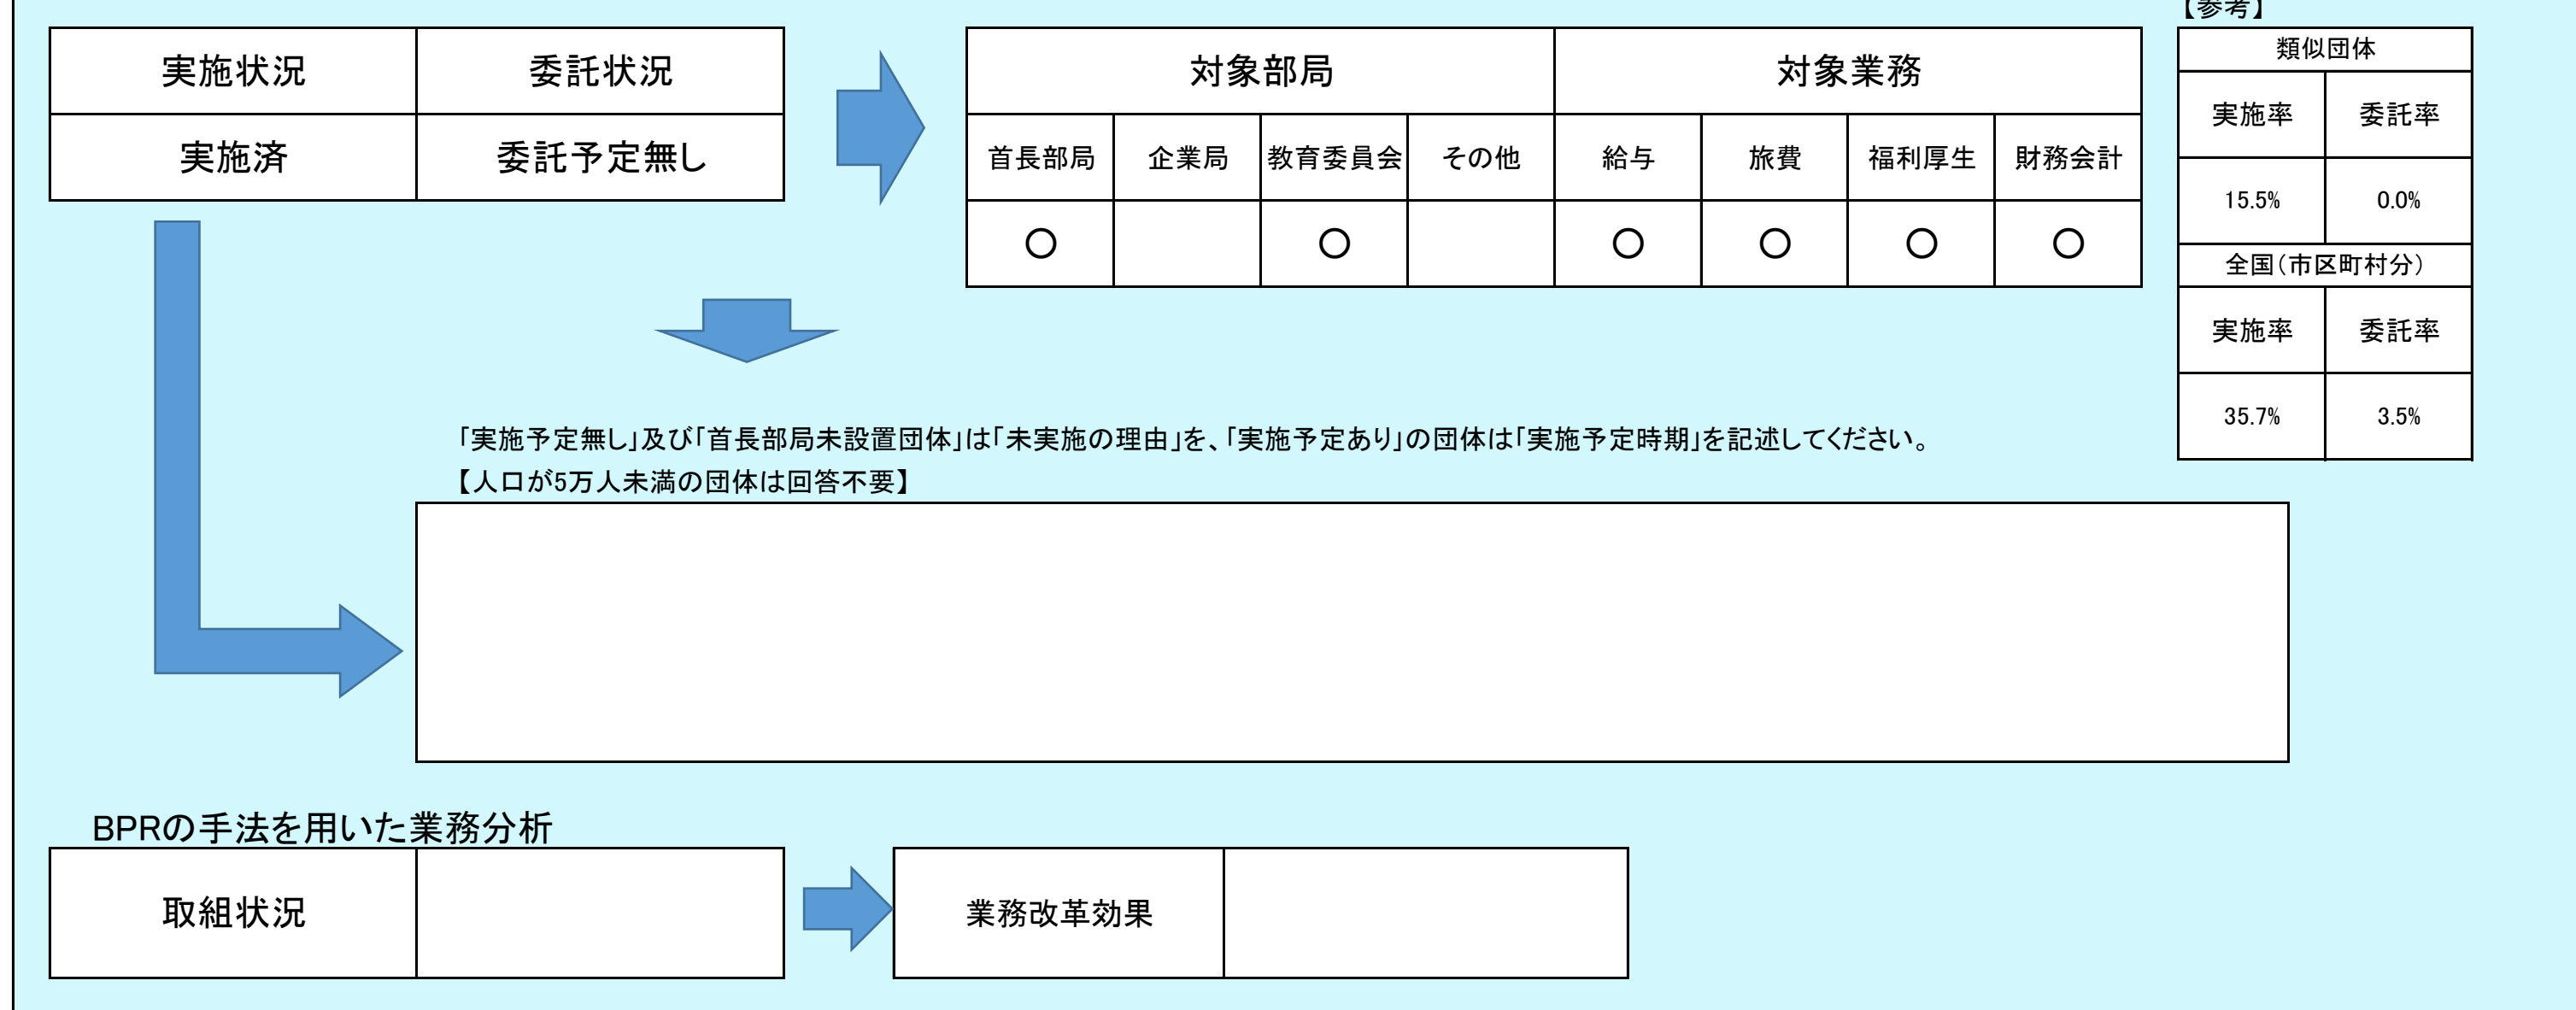 【参考】
実施状況 委託状況
実施済 委託予定無し
対象部局 対象業務
首長部局 企業局 教育委員会 その他 給与 旅費 福利厚生 財務会計
○ ○ ○ ○ ○ ○
類似団体
実施率 委託率
15.5% 0.0%
全国(市区町村分)
実施率 委託率
35.7% 3.5%
「実施予定無し」及び「首長部局未設置団体」は「未実施の理由」を、「実施予定あり」の団体は「実施予定時期」を記述してください。
【人口が5万人未満の団体は回答不要】
BPRの手法を用いた業務分析
取組状況
業務改革効果